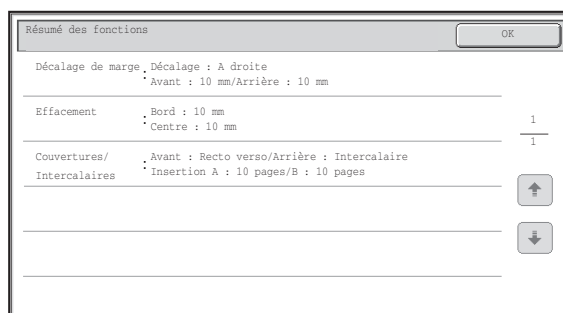 Résumé des fonctions
OK
Décalage de marge : Décalage : A droite
Avant : 10 mm/Arrière : 10 mm
Effacement : Bord : 10 mm
Centre : 10 mm
Couvertures/ : Avant : Recto verso/Arrière : Intercalaire
Intercalaires Insertion A : 10 pages/B : 10 pages
1
1